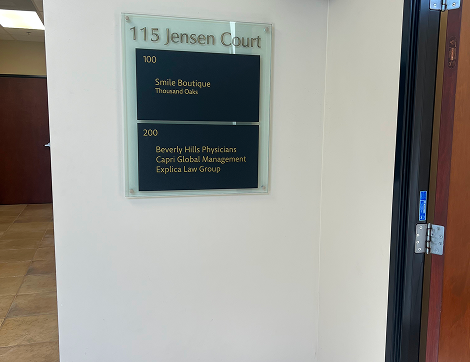 115 Jensen Court
100
Smile Boutique
Thousand Oaks
200
Beverly Hills Physicians
Capri Global Management
Explica Law Group